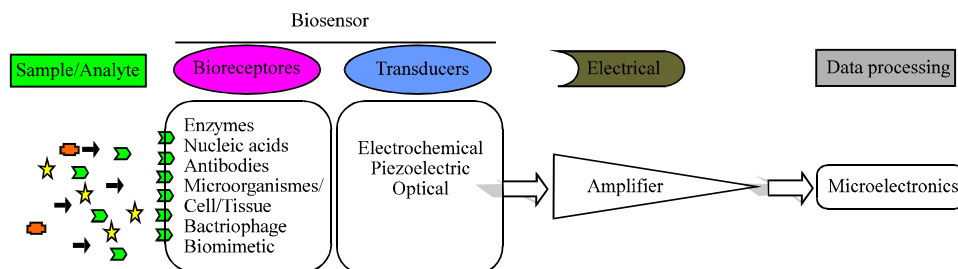 Biosensor
Sample/Analyte
Bioreceptores
Transducers
Electrical
Data processing
Enzymes
Nucleic acids
Antibodies
Microorganismes/
Cell/Tissue
Bactriophage
Biomimetic
Electrochemical
Piezoelectric
Optical
Amplifier
Microelectronics